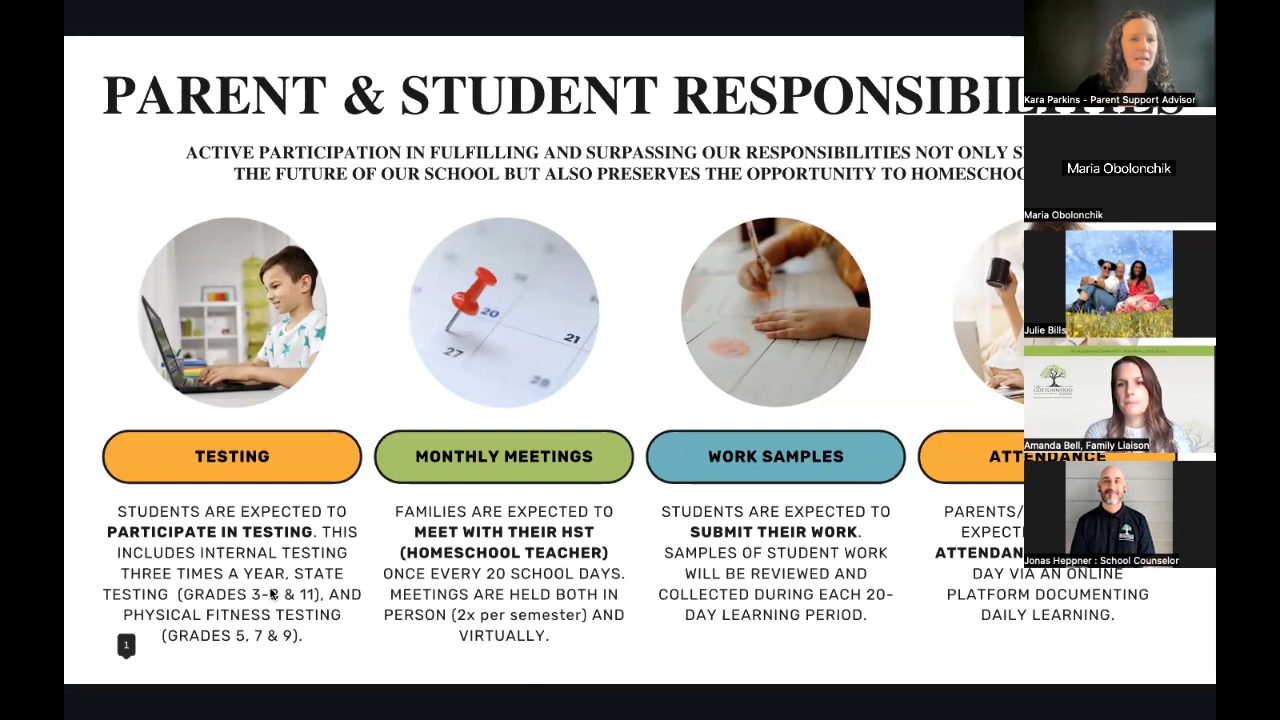 PARENT & STUDENT RESPONSIBILITIES
ACTIVE PARTICIPATION IN FULFILLING AND SURPASSING OUR RESPONSIBILITIES NOT ONLY
THE FUTURE OF OUR SCHOOL BUT ALSO PRESERVES THE OPPORTUNITY TO
20
21
27
28
TESTING
STUDENTS ARE EXPECTED TO
PARTICIPATE IN TESTING. THIS
INCLUDES INTERNAL TESTING
THREE TIMES A YEAR, STATE
TESTING (GRADES 3-8 & 11), AND
PHYSICAL FITNESS TESTING
(GRADES 5, 7 & 9).
MONTHLY MEETINGS
FAMILIES ARE EXPECTED TO
MEET WITH THEIR HST
(HOMESCHOOL TEACHER)
ONCE EVERY 20 SCHOOL DAYS.
MEETINGS ARE HELD BOTH IN
PERSON (2x per semester) AND
VIRTUALLY.
WORK SAMPLES
STUDENTS ARE EXPECTED TO
SUBMIT THEIR WORK.
SAMPLES OF STUDENT WORK
WILL BE REVIEWED AND
COLLECTED DURING EACH 20-
DAY LEARNING PERIOD.
ATTENDANCE
PARENTS/
DAY VIA AN ONLINE
PLATFORM DOCUMENTING
DAILY LEARNING.
1
Kara Parkins - Parent Support Advisor
Maria Obolonchik
Maria Obolonchik
Julie Bills
Amanda Bell, Family Liaison
Jonas Heppner : School Counselor